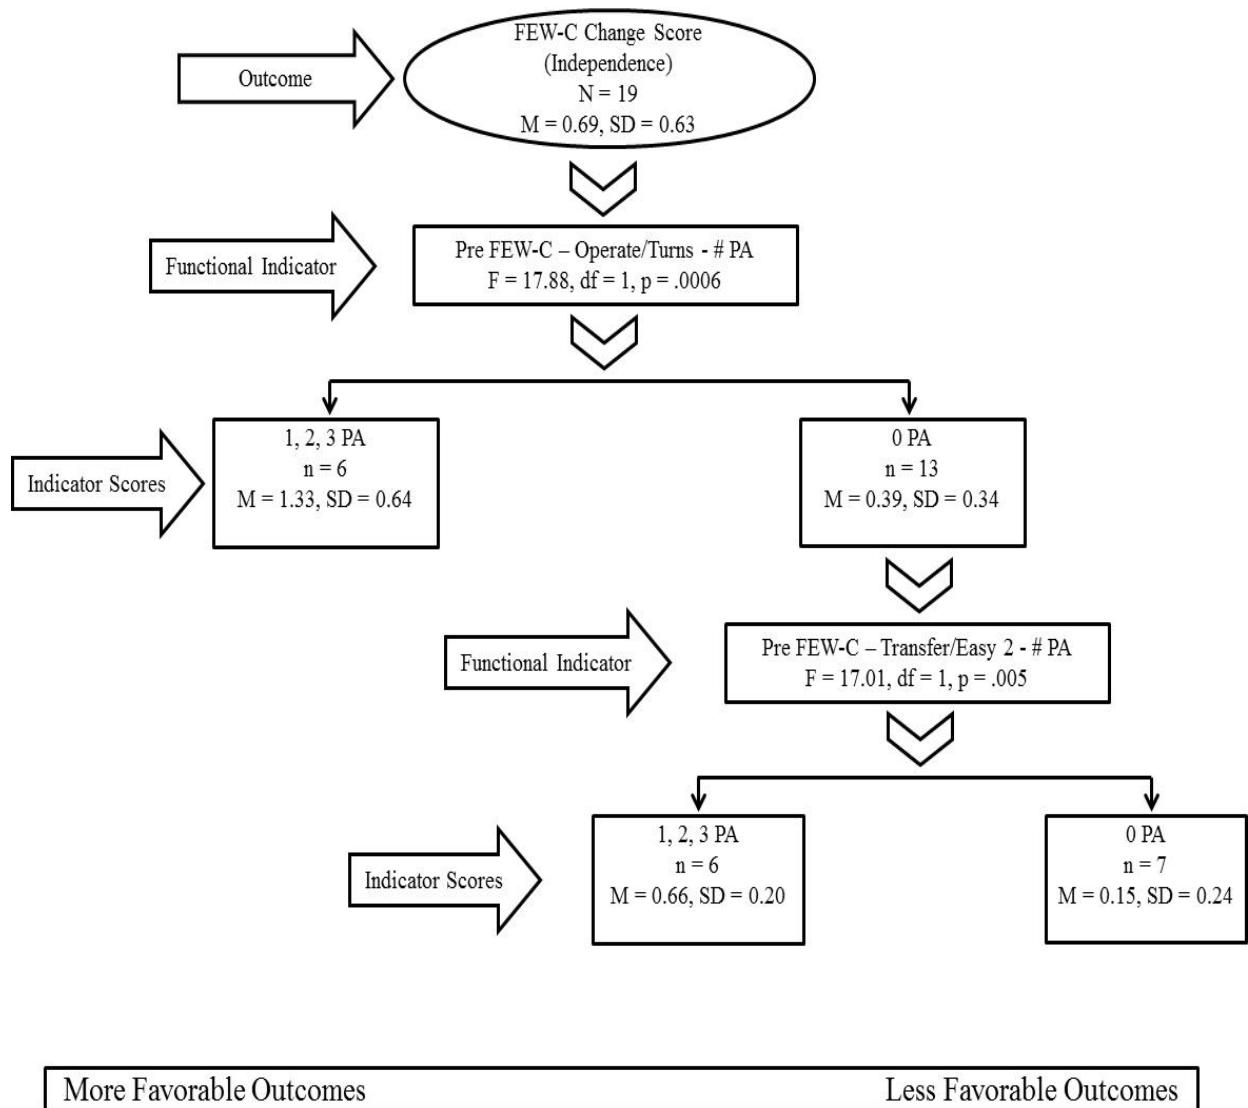 FEW-C Change Score
(Independence)
N = 19
M = 0.69, SD = 0.63
Outcome
Pre FEW-C – Operate/Turns - # PA
F = 17.88, df = 1, p = .0006
Functional Indicator
1, 2, 3 PA
n = 6
M = 1.33, SD = 0.64
0 PA
n = 13
M = 0.39, SD = 0.34
Indicator Scores
Pre FEW-C – Transfer/Easy 2 - # PA
F = 17.01, df = 1, p = .005
Functional Indicator
1, 2, 3 PA
n = 6
M = 0.66, SD = 0.20
0 PA
n = 7
M = 0.15, SD = 0.24
Indicator Scores
More Favorable Outcomes
Less Favorable Outcomes